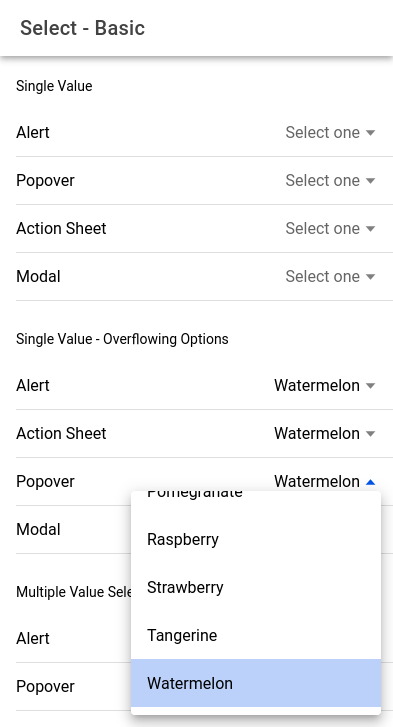 Select - Basic
Single Value
Alert Select one
Popover Select one
Action Sheet Select one
Modal Select one
Single Value - Overflowing Options
Alert Watermelon
Action Sheet Watermelon
Popover Watermelon
Pomegranate
Raspberry
Modal
Strawberry
Multiple Value Sele
Tangerine
Alert
Watermelon
Popover